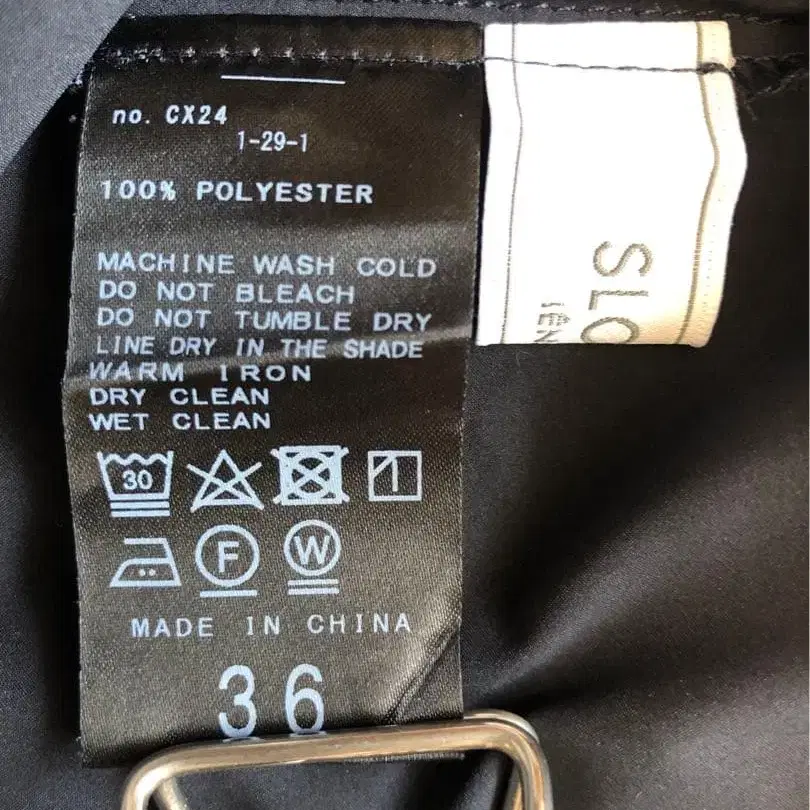 no. CX24
1-29-1
100% POLYESTER
MACHINE WASH COLD
DO NOT BLEACH
DO NOT TUMBLE DRY
LINE DRY IN THE SHADE
WARM IRON
DRY CLEAN
WET CLEAN
30
F
W
MADE IN CHINA
36
SLO
IÉN